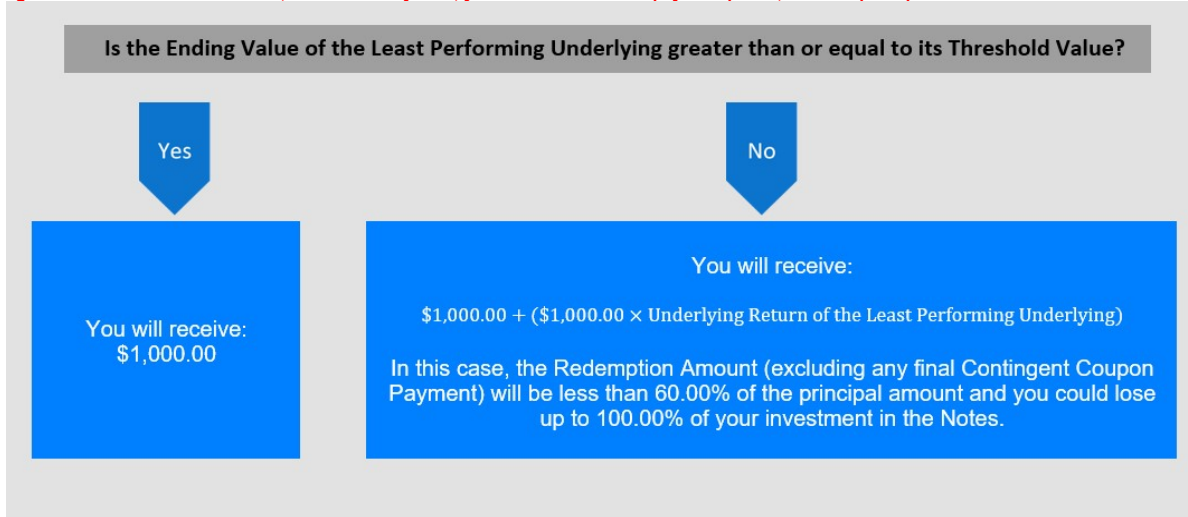 Is the Ending Value of the Least Performing Underlying greater than or equal to its Threshold Value?
Yes
No
You will receive:
$1,000.00
You will receive:
$1,000.00 + ($1,000.00 × Underlying Return of the Least Performing Underlying)
In this case, the Redemption Amount (excluding any final Contingent Coupon
Payment) will be less than 60.00% of the principal amount and you could lose
up to 100.00% of your investment in the Notes.